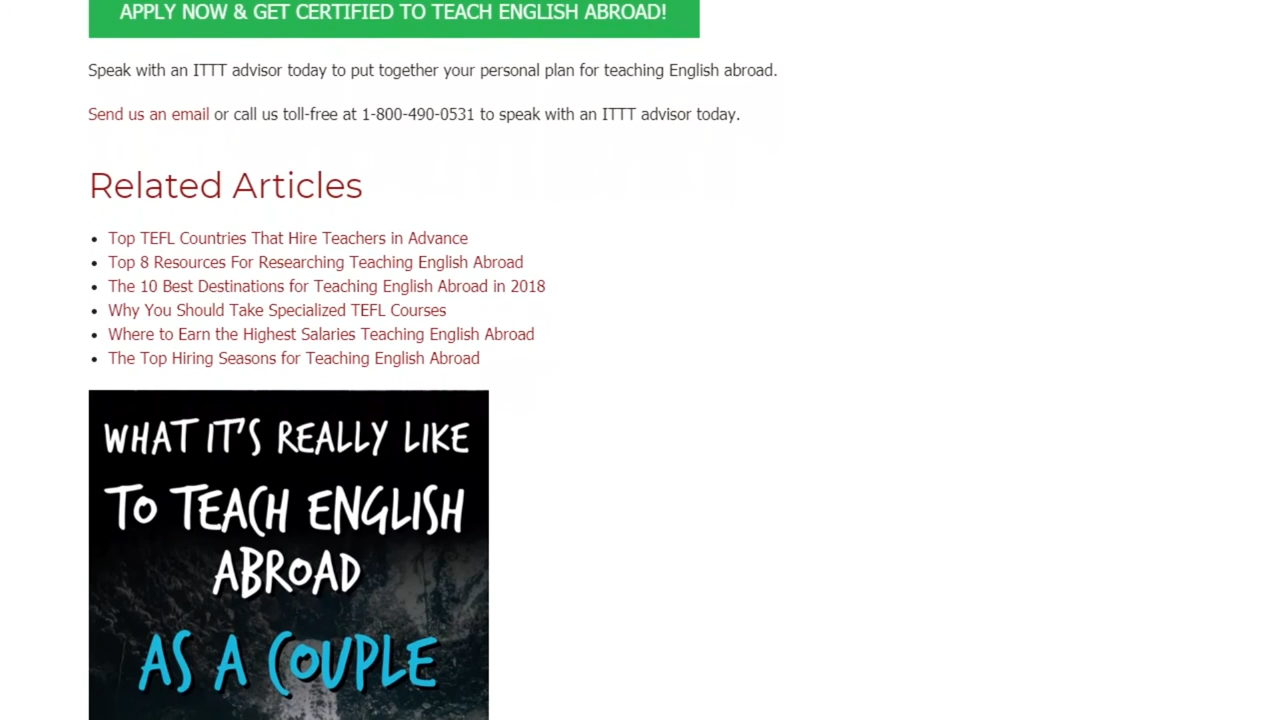 APPLY NOW & GET CERTIFIED TO TEACH ENGLISH ABROAD!
Speak with an ITTT advisor today to put together your personal plan for teaching English abroad.
Send us an email or call us toll-free at 1-800-490-0531 to speak with an ITTT advisor today.
Related Articles
Top TEFL Countries That Hire Teachers in Advance
Top 8 Resources For Researching Teaching English Abroad
The 10 Best Destinations for Teaching English Abroad in 2018
Why You Should Take Specialized TEFL Courses
Where to Earn the Highest Salaries Teaching English Abroad
The Top Hiring Seasons for Teaching English Abroad
WHAT IT'S REALLY LIKE
TO TEACH ENGLISH
ABROAD
AS A COUPLE